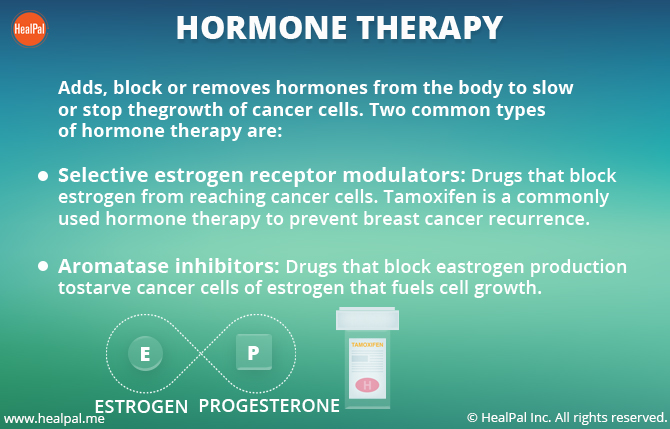 HealPal
HORMONE THERAPY
Adds, block or removes hormones from the body to slow
or stop thegrowth of cancer cells. Two common types
of hormone therapy are:
Selective estrogen receptor modulators: Drugs that block
estrogen from reaching cancer cells. Tamoxifen is a commonly
used hormone therapy to prevent breast cancer recurrence.
Aromatase inhibitors: Drugs that block eastrogen production
tostarve cancer cells of estrogen that fuels cell growth.
E
P
TAMOXIFEN
H
ESTROGEN
PROGESTERONE
www.healpal.me
© HealPal Inc. All rights reserved.